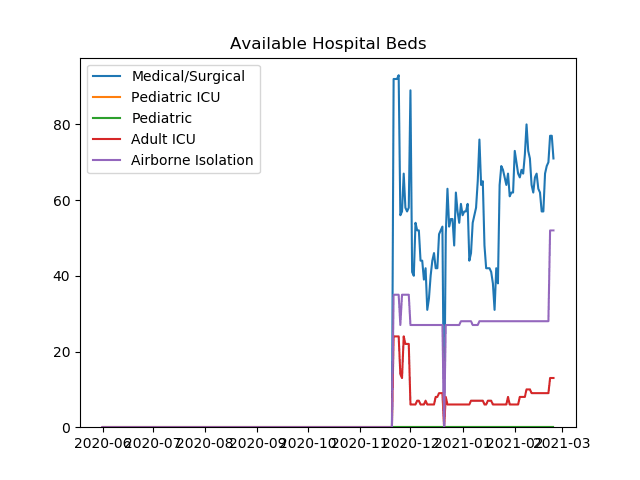 Available Hospital Beds
Medical/Surgical
Pediatric ICU
Pediatric
Adult ICU
Airborne Isolation
80
60
40
20
0
2020-06 2020-07 2020-08 2020-09 2020-10 2020-11 2020-12 2021-01 2021-02 2021-03